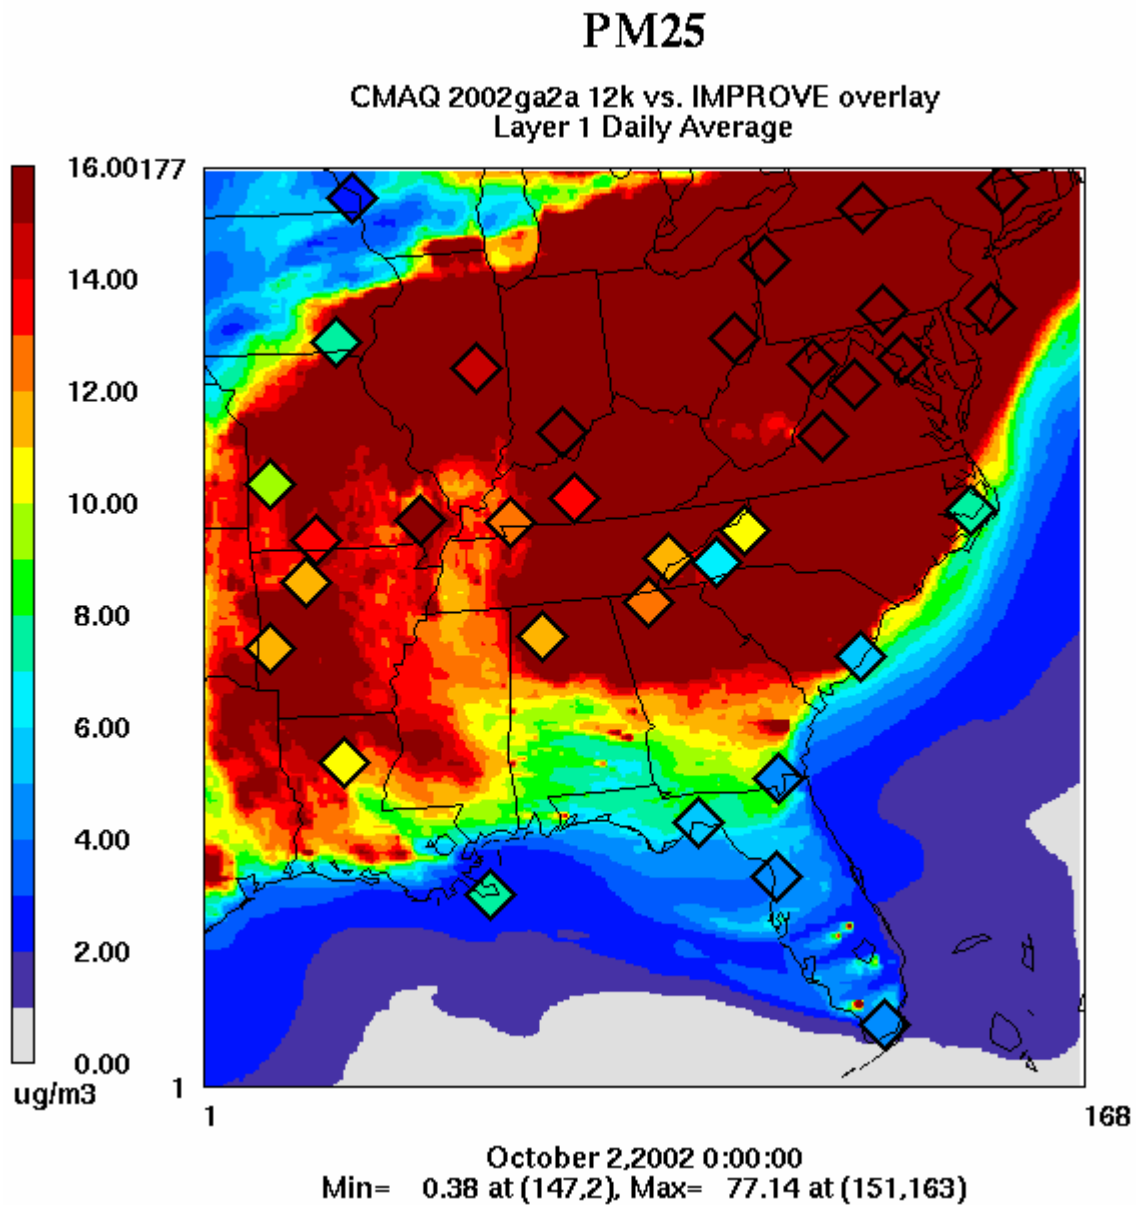 PM25
CMAQ 2002ga2a 12k vs. IMPROVE overlay
Layer 1 Daily Average
16.00
177
14.00
12.00
10.00
8.00
6.00
4.00
2.00
0.00
ug/m3
1
1
168
October 2,2002 0:00:00
Min= 0.38 at (147,2), Max= 77.14 at (151,163)